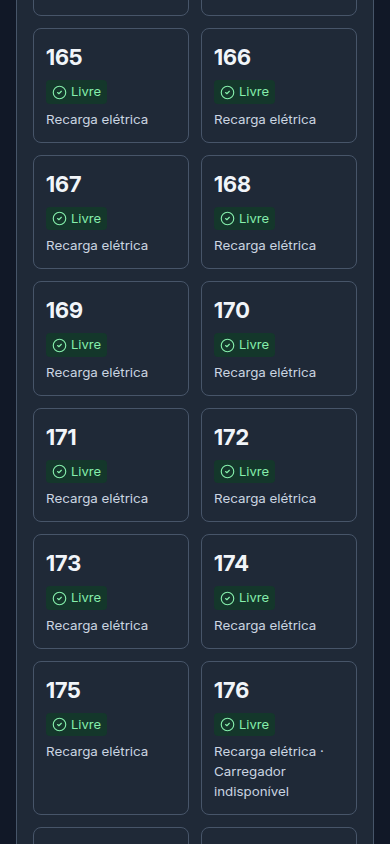 165
Livre
Recarga elétrica
166
Livre
Recarga elétrica
167
Livre
Recarga elétrica
168
Livre
Recarga elétrica
169
Livre
Recarga elétrica
170
Livre
Recarga elétrica
171
Livre
Recarga elétrica
172
Livre
Recarga elétrica
173
Livre
Recarga elétrica
174
Livre
Recarga elétrica
175
Livre
Recarga elétrica
176
Livre
Recarga elétrica ·
Carregador
indisponível